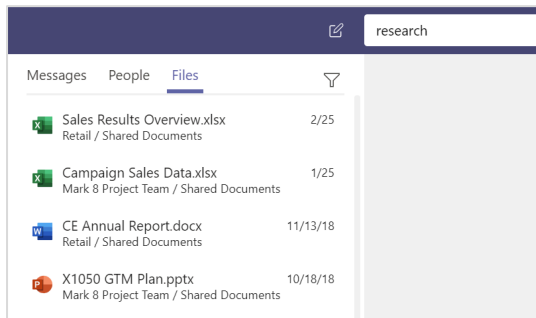 research
Messages People Files
Sales Results Overview.xlsx 2/25
Retail / Shared Documents
Campaign Sales Data.xlsx 1/25
Mark 8 Project Team / Shared Documents
CE Annual Report.docx 11/13/18
Retail / Shared Documents
X1050 GTM Plan.pptx 10/18/18
Mark 8 Project Team / Shared Documents